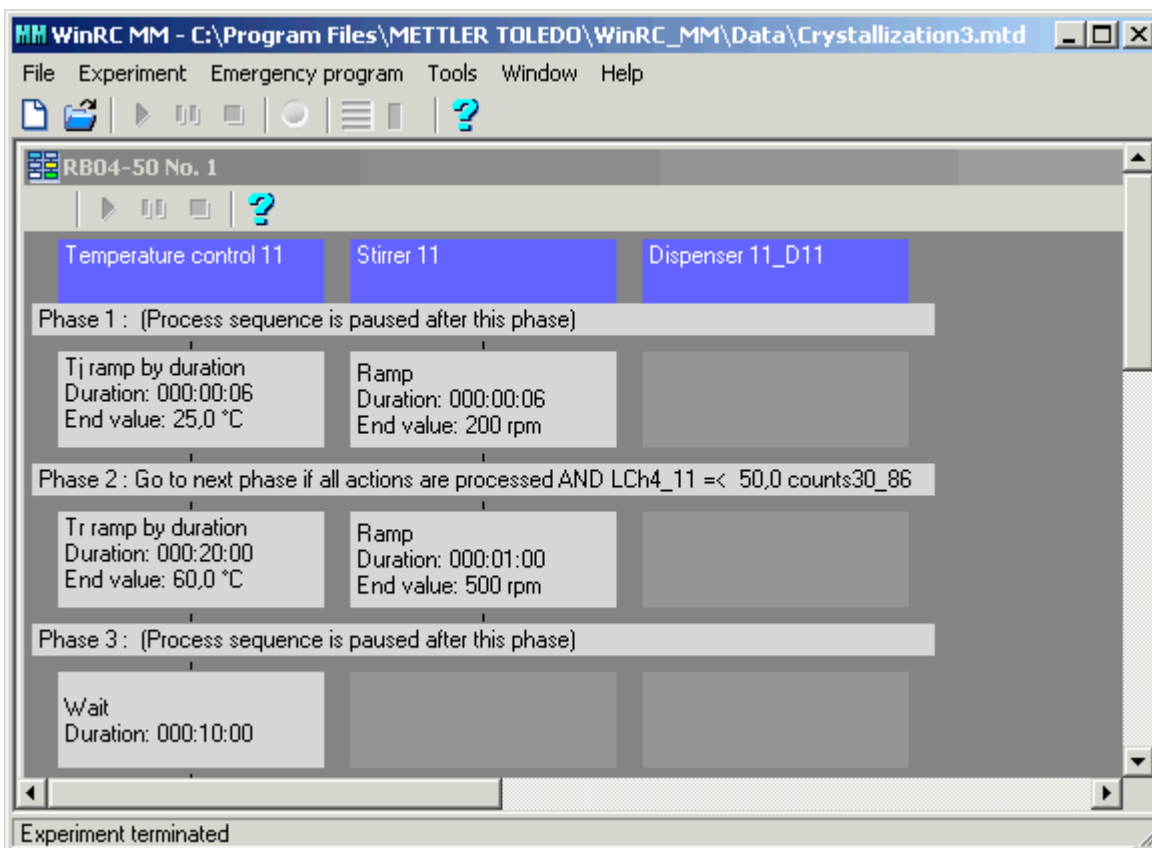 WinRC MM - C:\Program Files\METTLER TOLEDO\WinRC_MM\Data\Crystallization3.mtd
File Experiment Emergency program Tools Window Help
RB04-50 No. 1
Temperature control 11 Stirrer 11 Dispenser 11_D11
Phase 1 : (Process sequence is paused after this phase)
Tj ramp by duration
Duration: 000:00:06
End value: 25,0 °C
Ramp
Duration: 000:00:06
End value: 200 rpm
Phase 2 : Go to next phase if all actions are processed AND LCh4_11 =< 50,0 counts30_86
Tr ramp by duration
Duration: 000:20:00
End value: 60,0 °C
Ramp
Duration: 000:01:00
End value: 500 rpm
Phase 3 : (Process sequence is paused after this phase)
Wait
Duration: 000:10:00
Experiment terminated